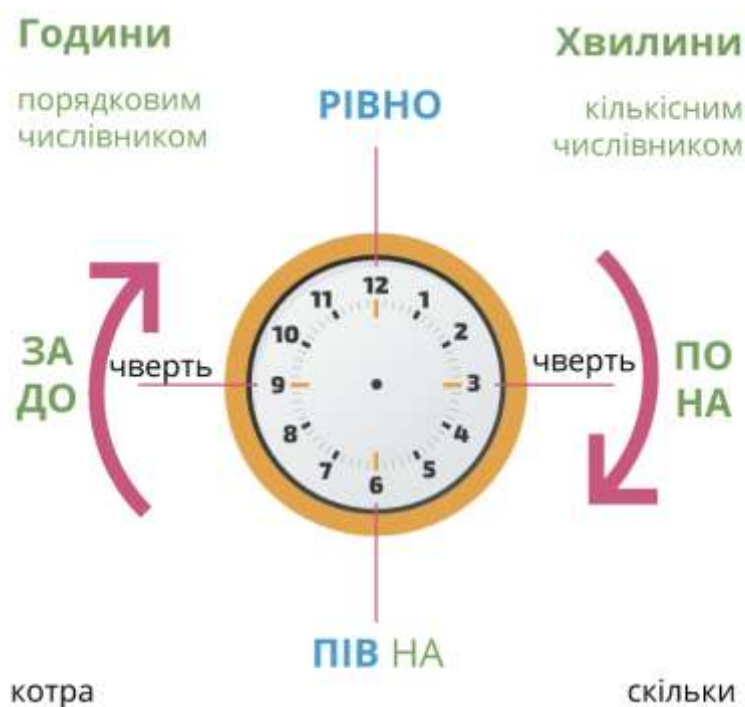 Години
порядковим
числівником
РІВНО
Хвилини
кількісним
числівником
ЗА
ДО
чверть
12
1
2
3
4
5
6
7
8
9
10
11
чверть
ПО
НА
ПІВ НА
котра
скільки